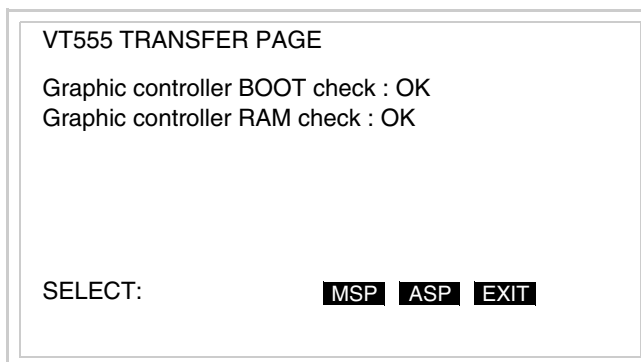 VT555 TRANSFER PAGE
Graphic controller BOOT check : OK
Graphic controller RAM check : OK
SELECT: MSP ASP EXIT